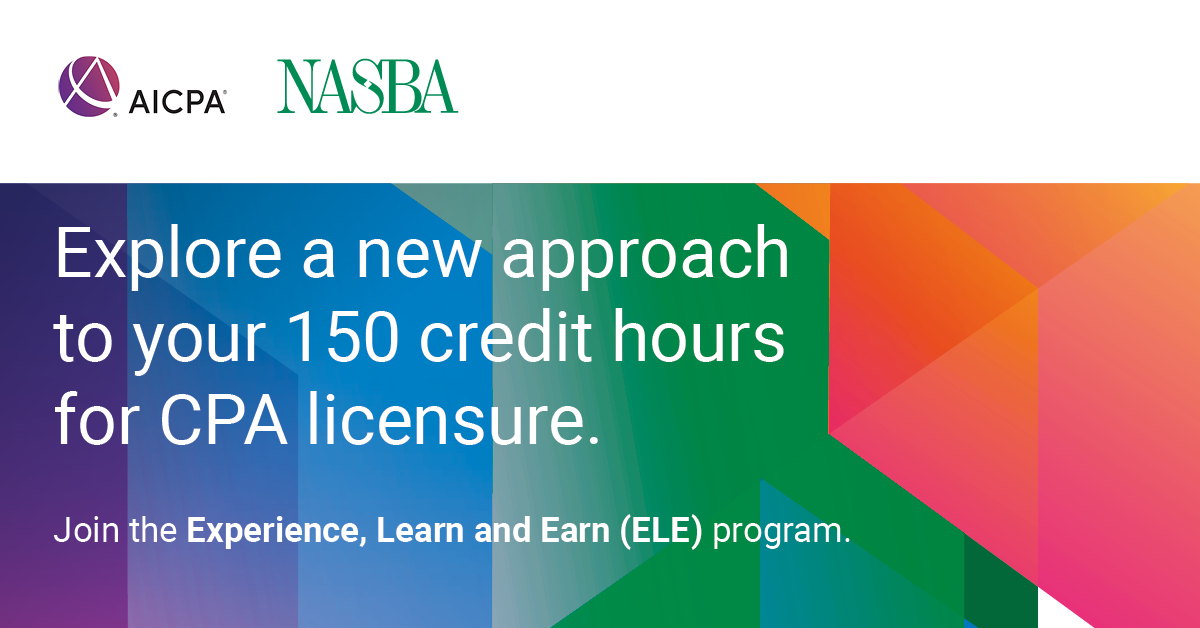 AICPA® NASBA
Explore a new approach
to your 150 credit hours
for CPA licensure.
Join the Experience, Learn and Earn (ELE) program.